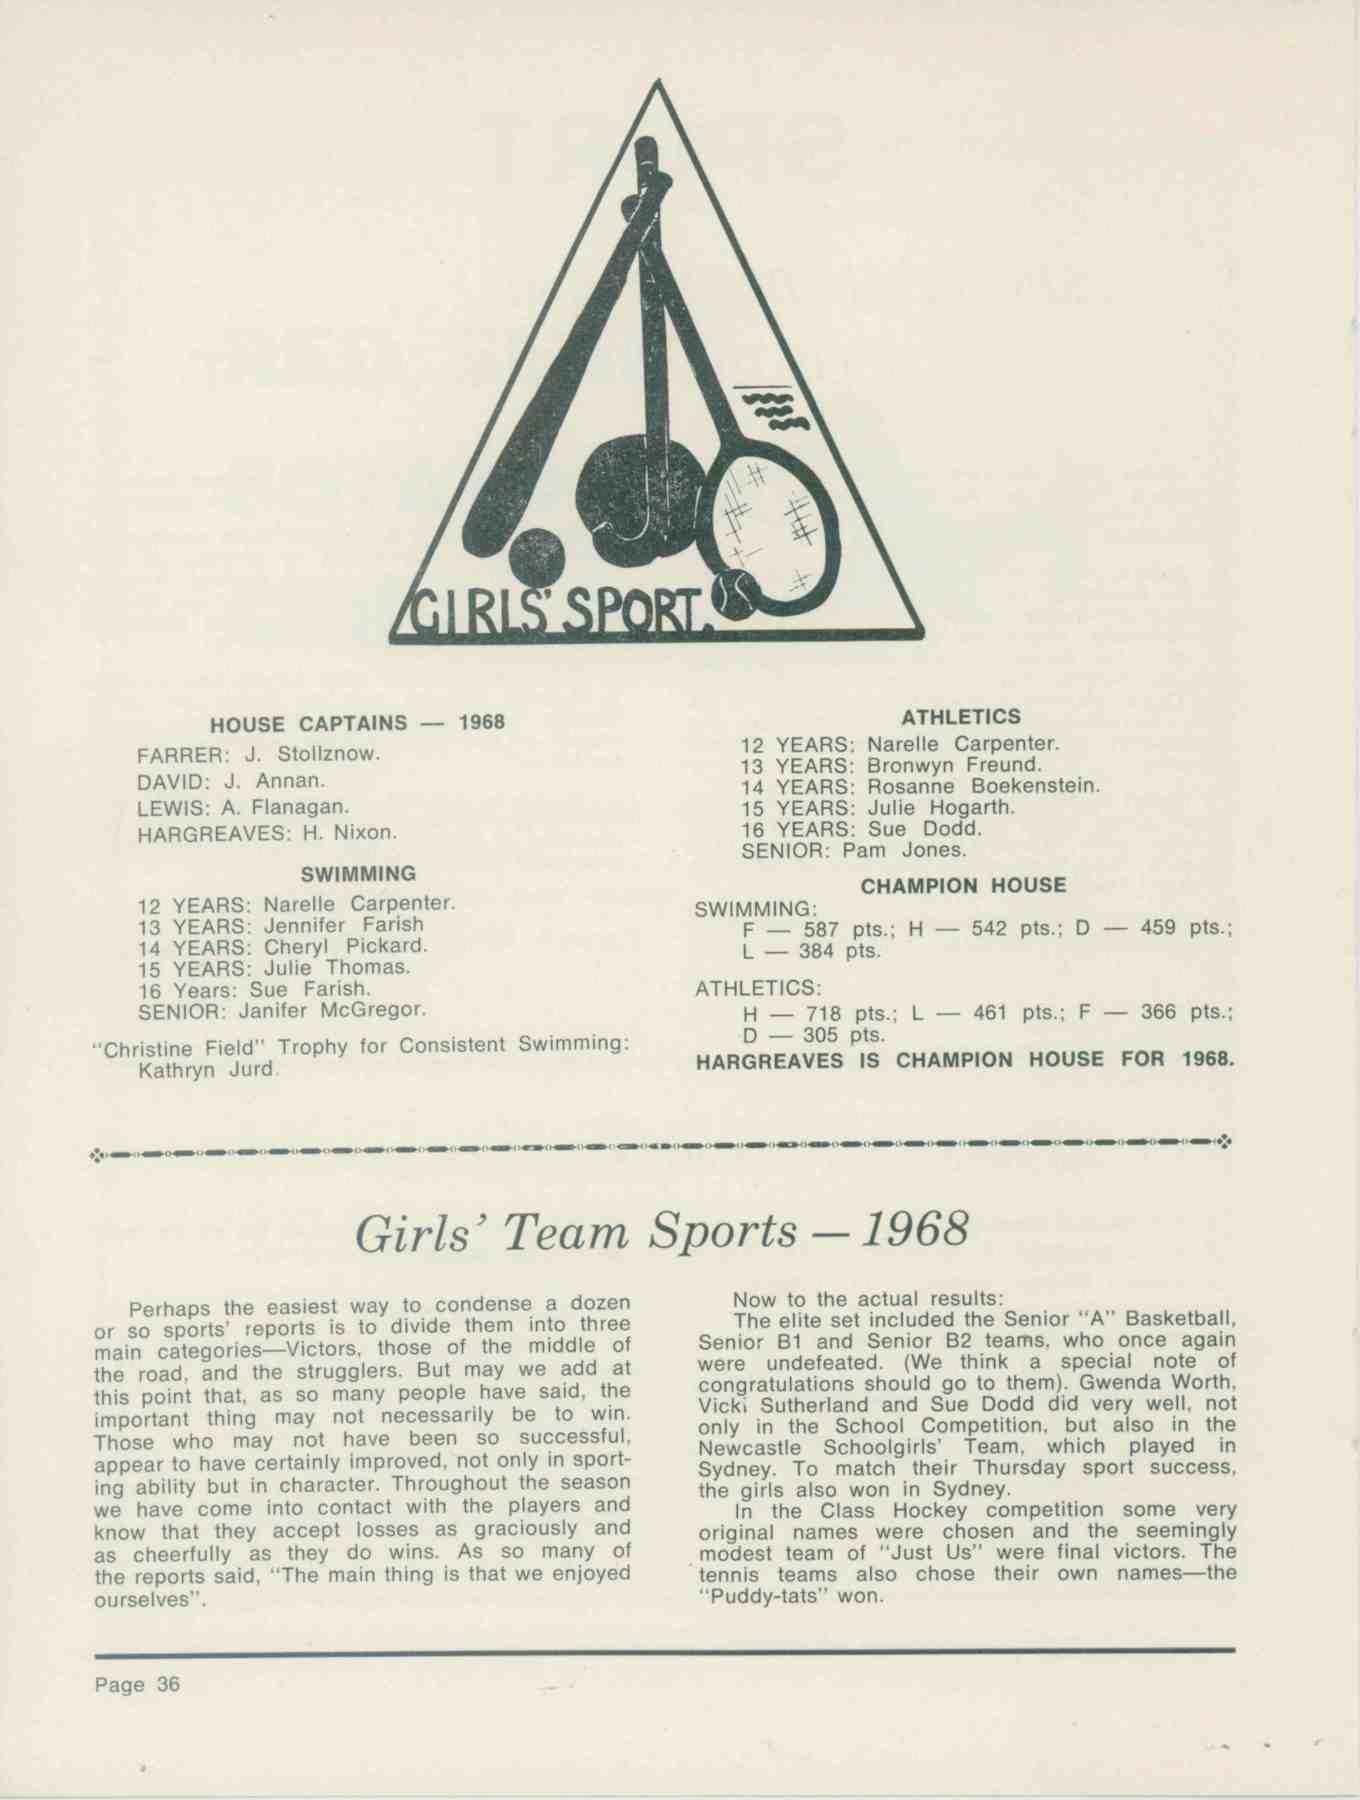 GIRLS' SPORT.
HOUSE CAPTAINS — 1968
FARRER: J. Stollznow.
DAVID: J. Annan.
LEWIS: A. Flanagan.
HARGREAVES: H. Nixon.
SWIMMING
12 YEARS: Narelle Carpenter.
13 YEARS: Jennifer Farish
14 YEARS: Cheryl Pickard.
15 YEARS: Julie Thomas.
16 Years: Sue Farish.
SENIOR: Janifer McGregor.
"Christine Field" Trophy for Consistent Swimming:
Kathryn Jurd.
ATHLETICS
12 YEARS: Narelle Carpenter.
13 YEARS: Bronwyn Freund.
14 YEARS: Rosanne Boekenstein.
15 YEARS: Julie Hogarth.
16 YEARS: Sue Dodd.
SENIOR: Pam Jones.
CHAMPION HOUSE
SWIMMING:
F — 587 pts.; H — 542 pts.; D — 459 pts.;
L — 384 pts.
ATHLETICS:
H — 718 pts.; L — 461 pts.; F — 366 pts.;
D — 305 pts.
HARGREAVES IS CHAMPION HOUSE FOR 1968.
Girls' Team Sports — 1968
Perhaps the easiest way to condense a dozen
or so sports' reports is to divide them into three
main categories—Victors, those of the middle of
the road, and the strugglers. But may we add at
this point that, as so many people have said, the
important thing may not necessarily be to win.
Those who may not have been so successful,
appear to have certainly improved, not only in sport-
ing ability but in character. Throughout the season
we have come into contact with the players and
know that they accept losses as graciously and
as cheerfully as they do wins. As so many of
the reports said, "The main thing is that we enjoyed
ourselves".
Now to the actual results:
The elite set included the Senior "A" Basketball,
Senior B1 and Senior B2 teams, who once again
were undefeated. (We think a special note of
congratulations should go to them). Gwenda Worth,
Vicki Sutherland and Sue Dodd did very well, not
only in the School Competition, but also in the
Newcastle Schoolgirls' Team, which played in
Sydney. To match their Thursday sport success,
the girls also won in Sydney.
In the Class Hockey competition some very
original names were chosen and the seemingly
modest team of "Just Us" were final victors. The
tennis teams also chose their own names—the
"Puddy-tats" won.
Page 36